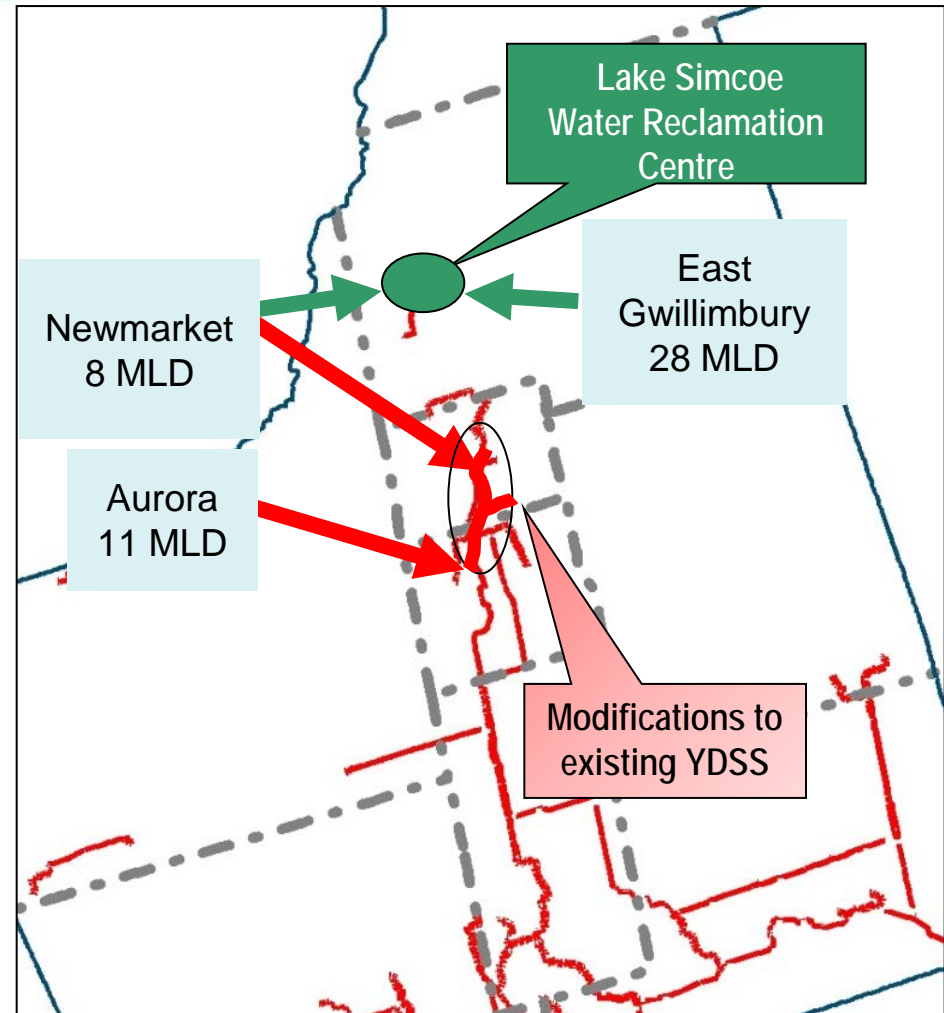 Lake Simcoe
Water Reclamation
Centre
Newmarket
8 MLD
East
Gwillimbury
28 MLD
Aurora
11 MLD
Modifications to
existing YDSS